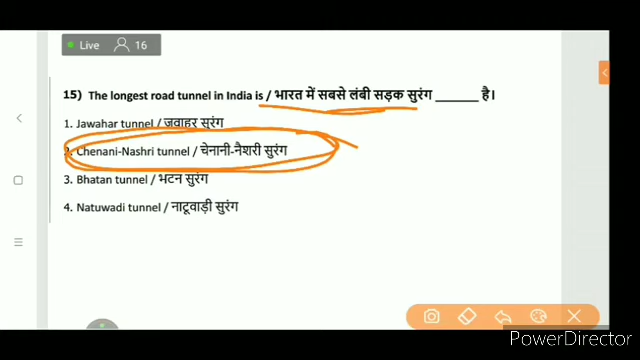 Live 16
15) The longest road tunnel in India is / भारत में सबसे लंबी सड़क सुरंग ______ है।
1. Jawahar tunnel / जवाहर सुरंग
2. Chenani-Nashri tunnel / चेनानी-नैशरी सुरंग
3. Bhatan tunnel / भटन सुरंग
4. Natuwadi tunnel / नाटूवाड़ी सुरंग
PowerDirector